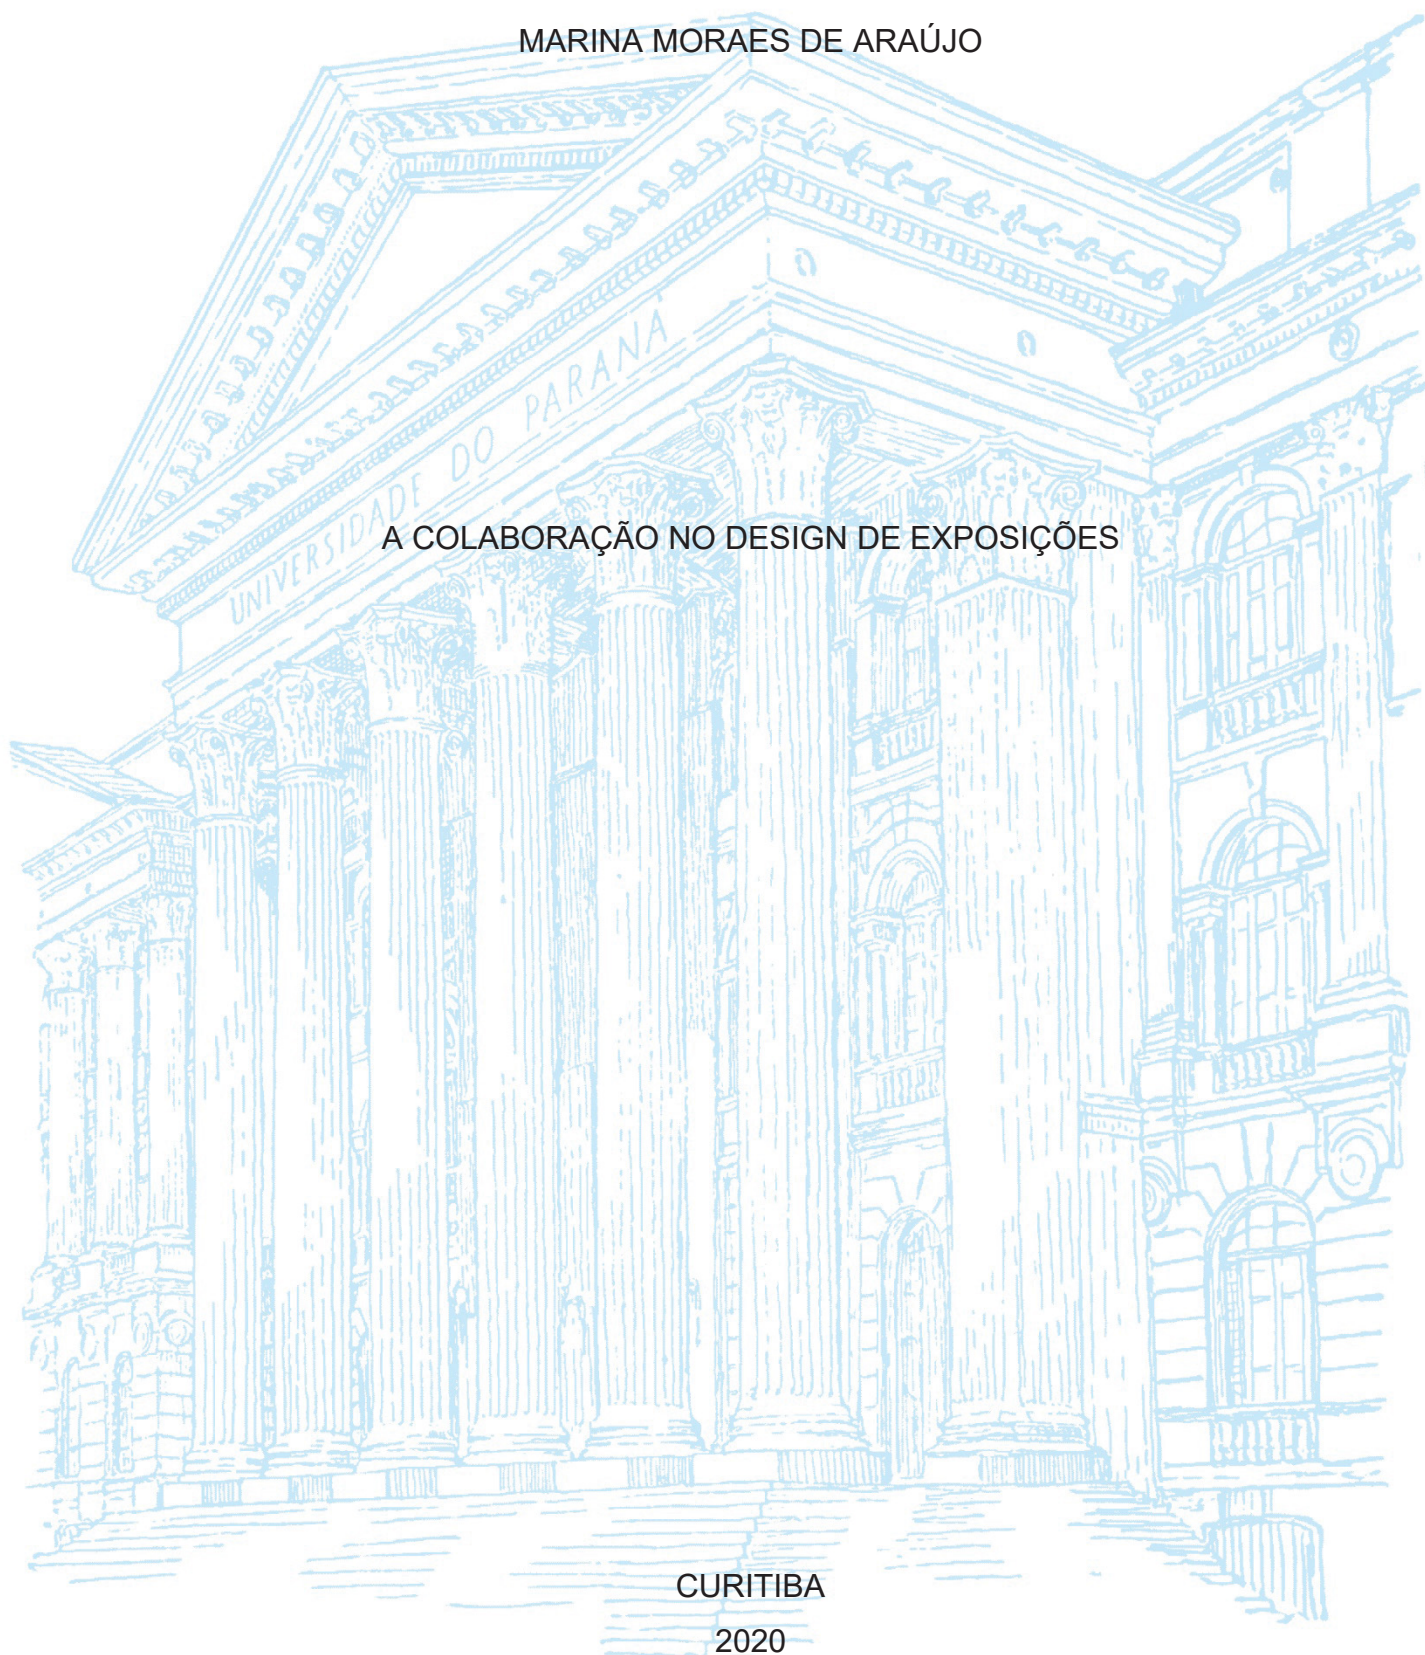 MARINA MORAES DE ARAÚJO
UNIVERSIDADE DO PARANÁ
A COLABORAÇÃO NO DESIGN DE EXPOSIÇÕES
CURITIBA
2020